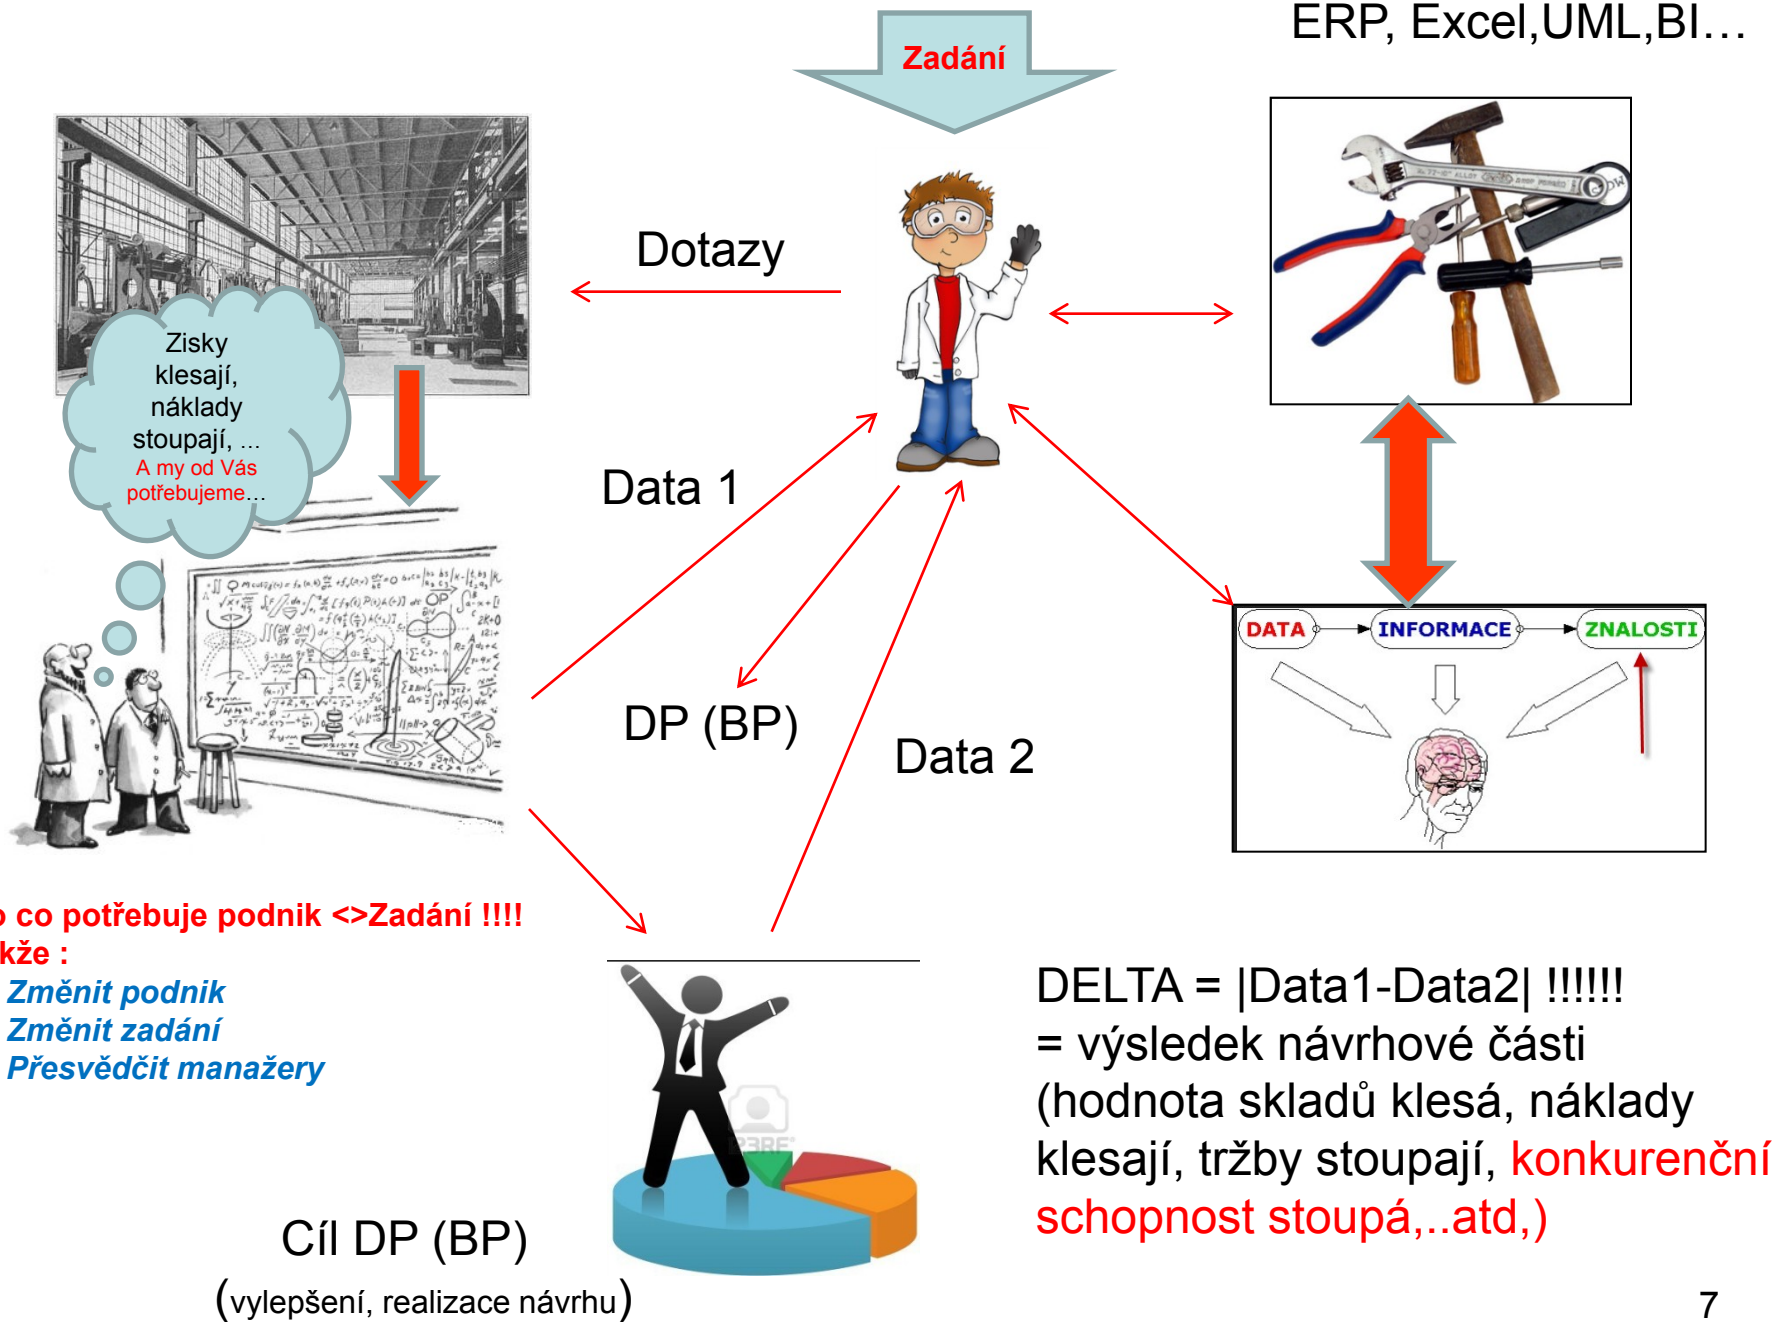 ERP, Excel,UML,BI…
Zadání
Dotazy
Zisky
klesají,
náklady
stoupají, …
A my od Vás
potřebujeme…
Data 1
DATA
INFORMACE
ZNALOSTI
DP (BP)
Data 2
co potřebuje podnik <>Zadání !!!!
kže :
Změnit podnik
Změnit zadání
Přesvědčit manažery
DELTA = |Data1-Data2| !!!!!!
= výsledek návrhové části
(hodnota skladů klesá, náklady
klesají, tržby stoupají, konkurenční
schopnost stoupá,..atd,)
Cíl DP (BP)
(vylepšení, realizace návrhu)
7